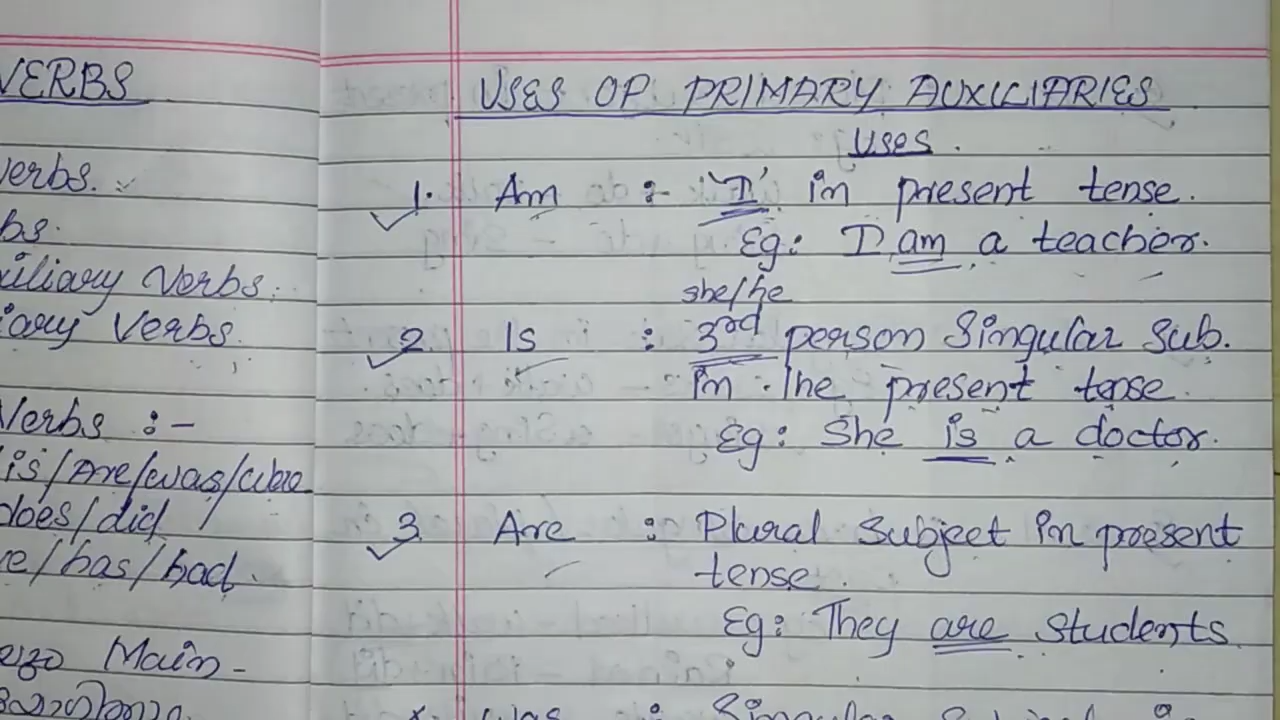 VERBS
verbs.
bs.
iliary Verbs.
iary Verbs.
Verbs :-
is/Are/was/were
does/did
ve/has/had.
Main-
USES OF PRIMARY AUXILIARIES
Uses.
1. Am :- 'I' in present tense.
Eg: I am a teacher.
she/he
2. Is : 3rd person Singular Sub.
in the present tense.
Eg: She is a doctor.
3. Are : Plural Subject in present
tense.
Eg: They are students
was : Singular